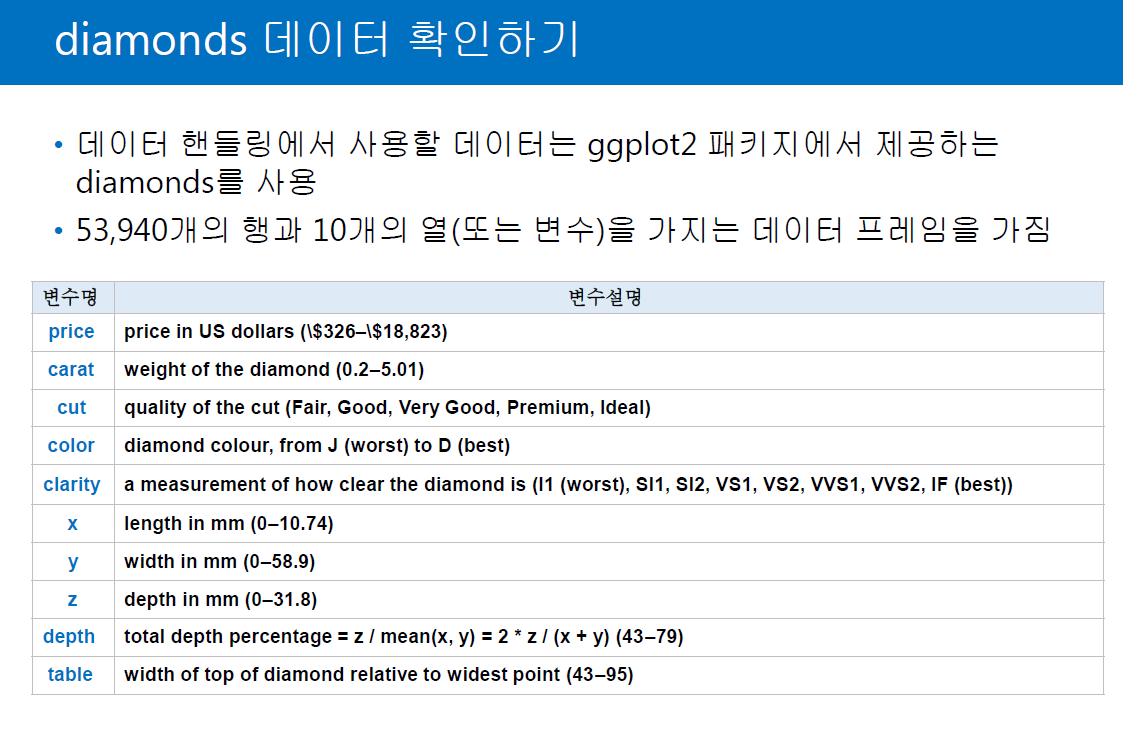 diamonds 데이터 확인하기
• 데이터 핸들링에서 사용할 데이터는 ggplot2 패키지에서 제공하는
diamonds를 사용
• 53,940개의 행과 10개의 열(또는 변수)을 가지는 데이터 프레임을 가짐
변수명 변수설명
price price in US dollars (\$326–\$18,823)
carat weight of the diamond (0.2–5.01)
cut quality of the cut (Fair, Good, Very Good, Premium, Ideal)
color diamond colour, from J (worst) to D (best)
clarity a measurement of how clear the diamond is (I1 (worst), SI1, SI2, VS1, VS2, VVS1, VVS2, IF (best))
x length in mm (0–10.74)
y width in mm (0–58.9)
z depth in mm (0–31.8)
depth total depth percentage = z / mean(x, y) = 2 * z / (x + y) (43–79)
table width of top of diamond relative to widest point (43–95)